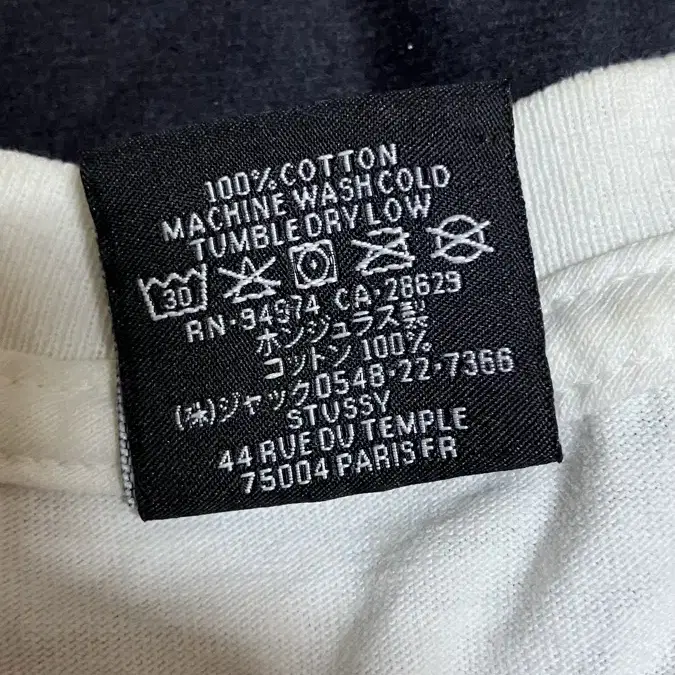 100% COTTON
MACHINE WASH COLD
TUMBLE DRY LOW
30
RN-94974 CA-28629
ホンジュラス製
コットン 100%
(株)ジャック0548-22-7366
STUSSY
44 RUE DU TEMPLE
75004 PARIS FR